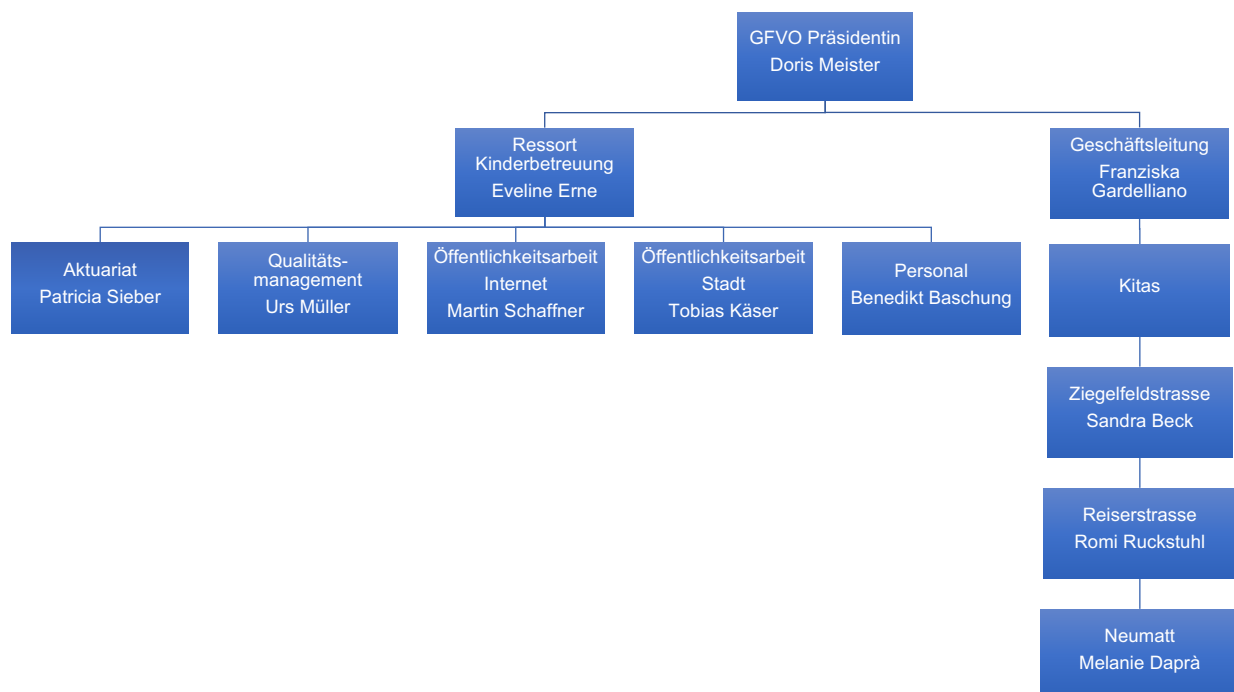 GFVO Präsidentin
Doris Meister
Ressort
Kinderbetreuung
Eveline Erne
Geschäftsleitung
Franziska
Gardelliano
Aktuariat
Patricia Sieber
Qualitäts-
management
Urs Müller
Öffentlichkeitsarbeit
Internet
Martin Schaffner
Öffentlichkeitsarbeit
Stadt
Tobias Käser
Personal
Benedikt Baschung
Kitas
Ziegelfeldstrasse
Sandra Beck
Reiserstrasse
Romi Ruckstuhl
Neumatt
Melanie Daprà